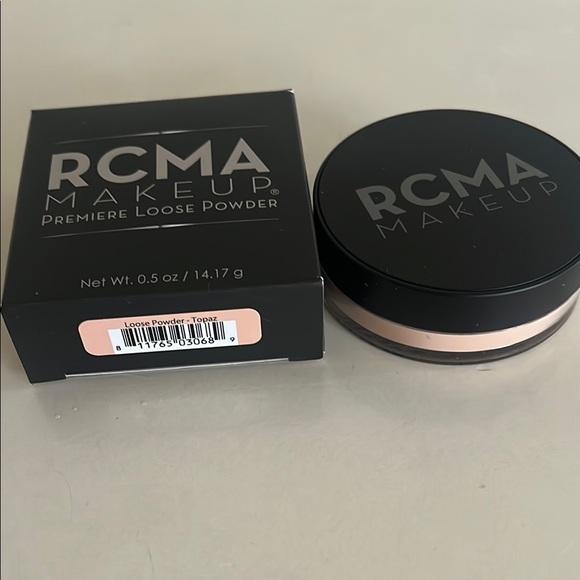 RCMA
MAKEUP®
PREMIERE LOOSE POWDER
Net Wt. 0.5 oz / 14.17 g
Loose Powder - Topaz
8 11765 03068 9
RCMA
MAKEUP